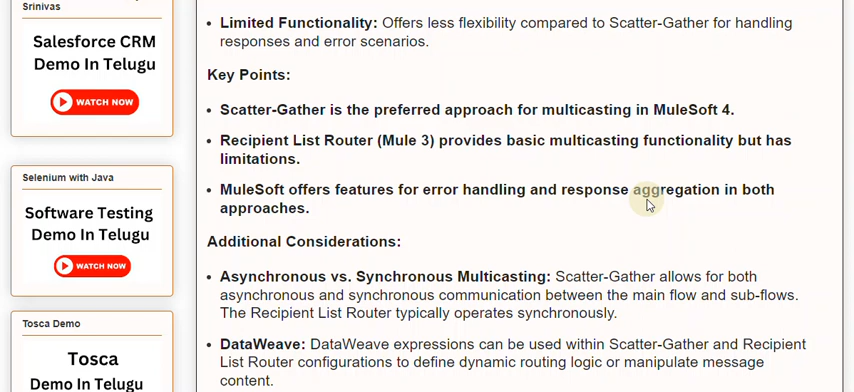 Srinivas
Salesforce CRM
Demo In Telugu
WATCH NOW
Selenium with Java
Software Testing
Demo In Telugu
WATCH NOW
Tosca Demo
Tosca
Demo In Telugu
• Limited Functionality: Offers less flexibility compared to Scatter-Gather for handling
responses and error scenarios.
Key Points:
• Scatter-Gather is the preferred approach for multicasting in MuleSoft 4.
• Recipient List Router (Mule 3) provides basic multicasting functionality but has
limitations.
• MuleSoft offers features for error handling and response aggregation in both
approaches.
Additional Considerations:
• Asynchronous vs. Synchronous Multicasting: Scatter-Gather allows for both
asynchronous and synchronous communication between the main flow and sub-flows.
The Recipient List Router typically operates synchronously.
• DataWeave: DataWeave expressions can be used within Scatter-Gather and Recipient
List Router configurations to define dynamic routing logic or manipulate message
content.